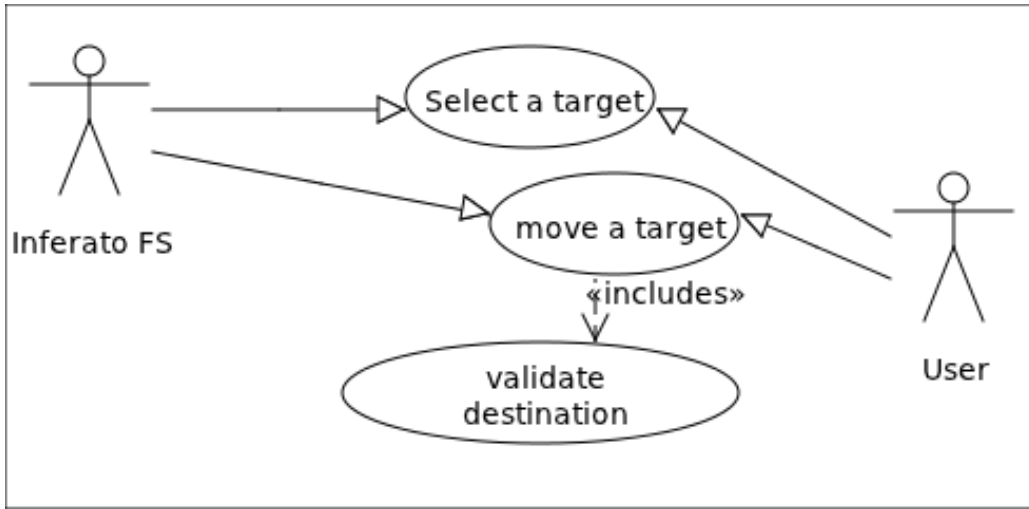 Select a target
Inferato FS
move a target
«includes»
validate
destination
User